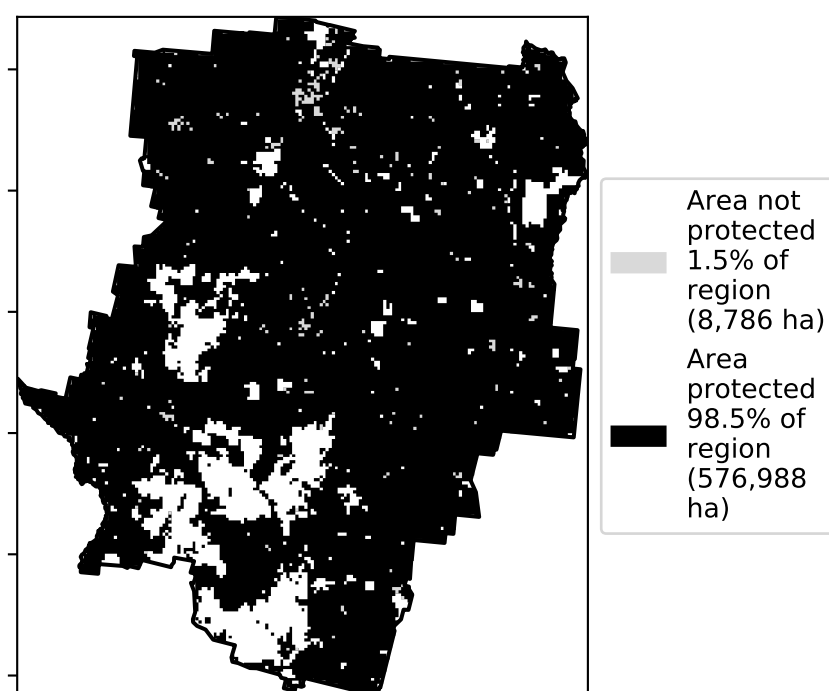 Area not
protected
1.5% of
region
(8,786 ha)
Area
protected
98.5% of
region
(576,988
ha)